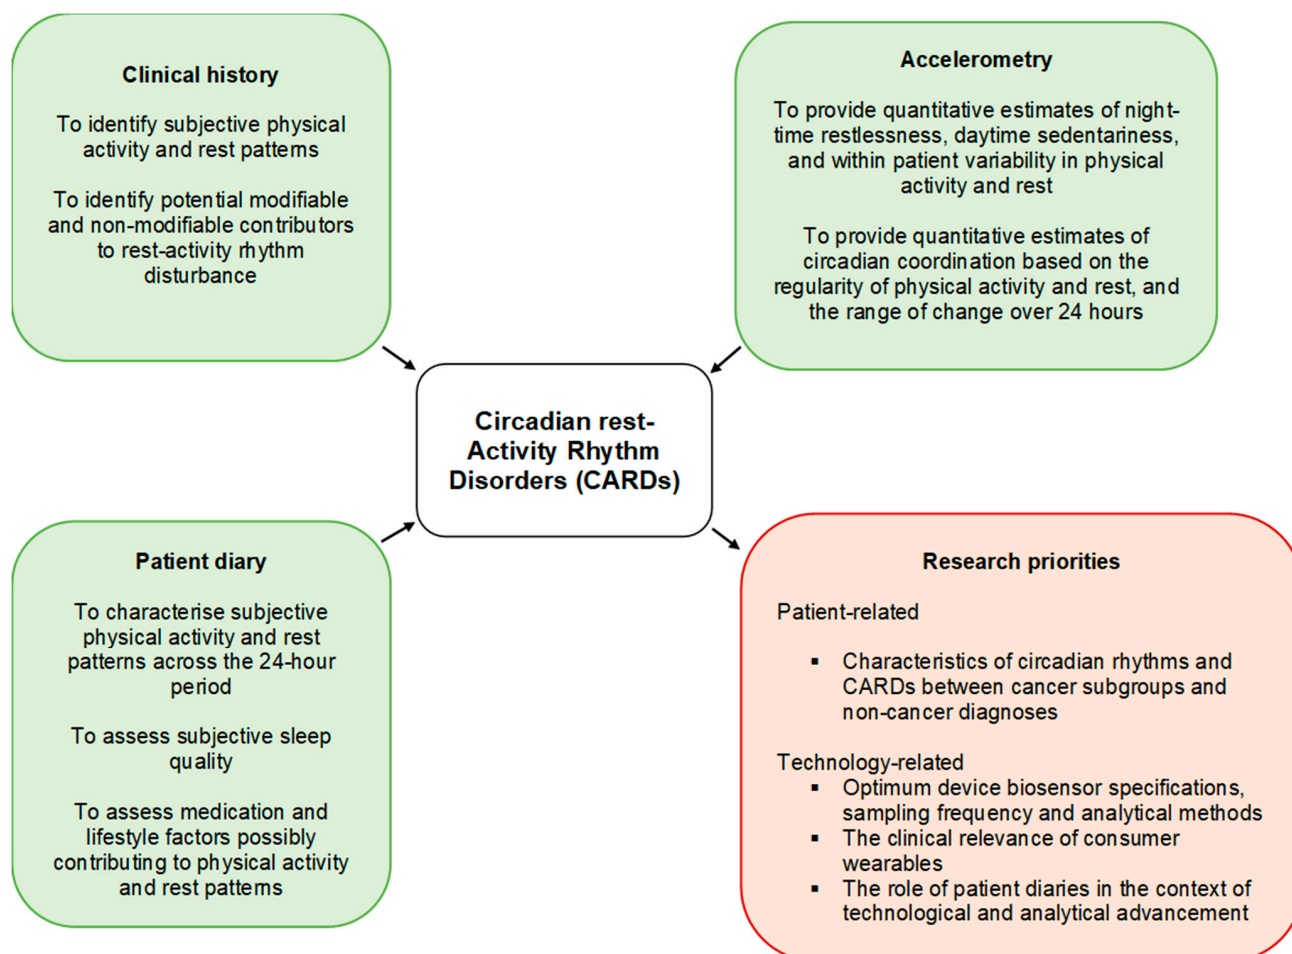 Clinical history
To identify subjective physical
activity and rest patterns
To identify potential modifiable
and non-modifiable contributors
to rest-activity rhythm
disturbance
Accelerometry
To provide quantitative estimates of night-
time restlessness, daytime sedentariness,
and within patient variability in physical
activity and rest
To provide quantitative estimates of
circadian coordination based on the
regularity of physical activity and rest, and
the range of change over 24 hours
Circadian rest-
Activity Rhythm
Disorders (CARDs)
Patient diary
To characterise subjective
physical activity and rest
patterns across the 24-hour
period
To assess subjective sleep
quality
To assess medication and
lifestyle factors possibly
contributing to physical activity
and rest patterns
Research priorities
Patient-related
▪ Characteristics of circadian rhythms and
CARDs between cancer subgroups and
non-cancer diagnoses
Technology-related
▪ Optimum device biosensor specifications,
sampling frequency and analytical methods
▪ The clinical relevance of consumer
wearables
▪ The role of patient diaries in the context of
technological and analytical advancement